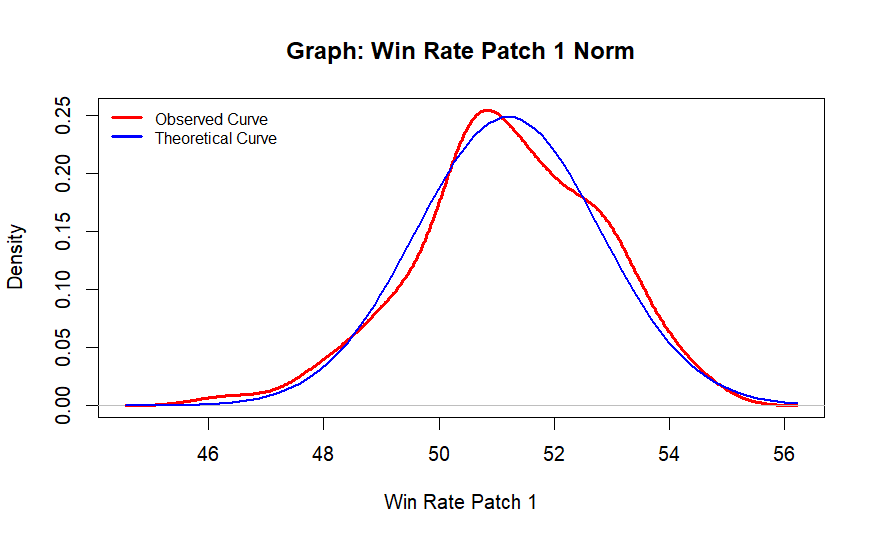 Graph: Win Rate Patch 1 Norm
Observed Curve
Theoretical Curve
Density
0.25
0.20
0.15
0.10
0.05
0.00
46 48 50 52 54 56
Win Rate Patch 1